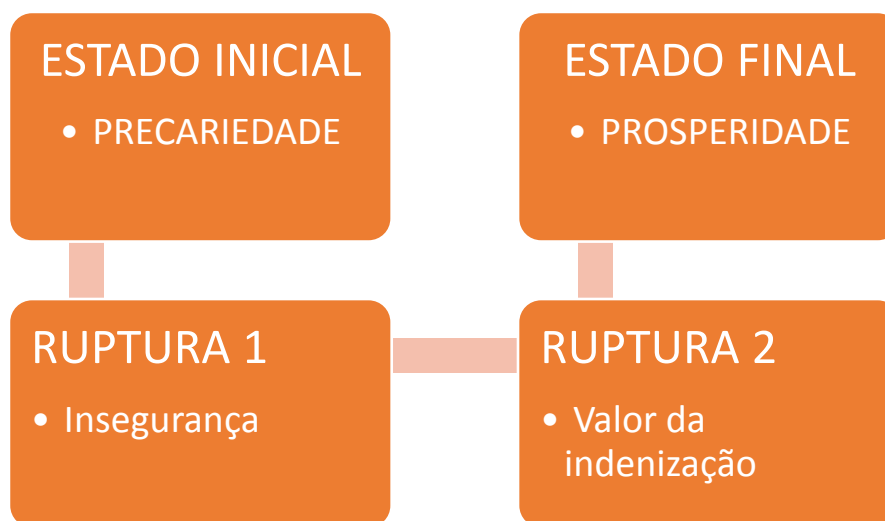 ESTADO INICIAL
• PRECARIEDADE
RUPTURA 1
• Insegurança
RUPTURA 2
• Valor da
indenização
ESTADO FINAL
• PROSPERIDADE